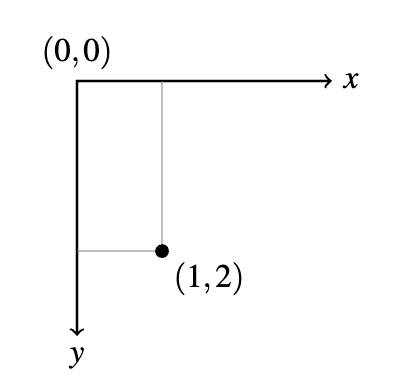 (0,0)
x
(1,2)
y